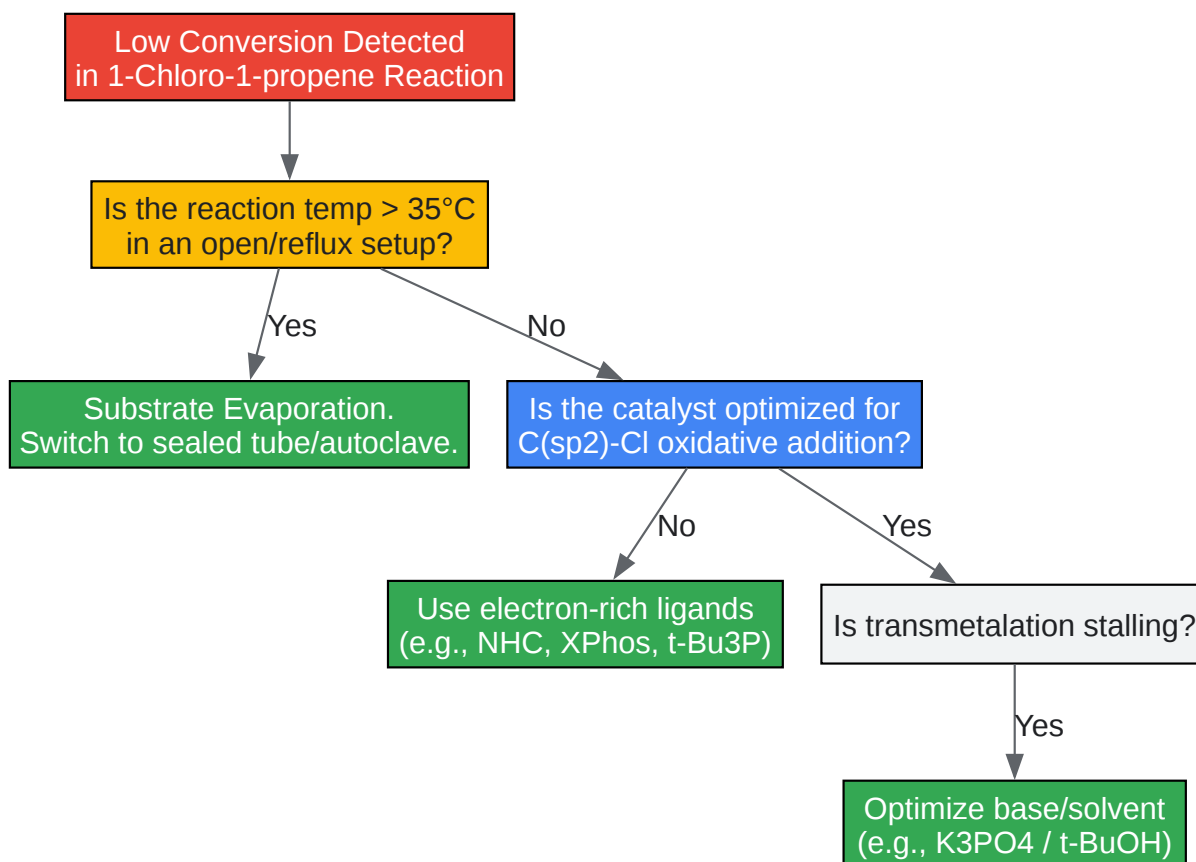 Low Conversion Detected
in 1-Chloro-1-propene Reaction
Is the reaction temp > 35°C
in an open/reflux setup?
Yes
No
Substrate Evaporation.
Switch to sealed tube/autoclave.
Is the catalyst optimized for
C(sp2)-Cl oxidative addition?
No
Yes
Use electron-rich ligands
(e.g., NHC, XPhos, t-Bu3P)
Is transmetalation stalling?
Yes
Optimize base/solvent
(e.g., K3PO4 / t-BuOH)